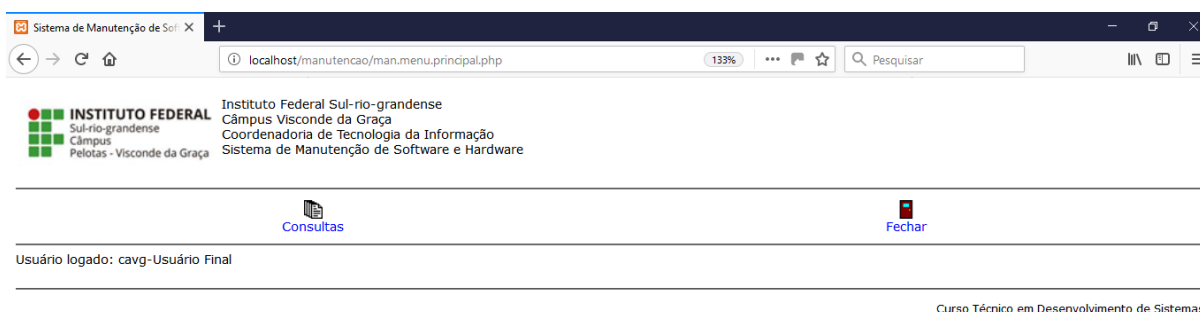 Sistema de Manutenção de Sof
localhost/manutencao/man.menu.principal.php
133%
Pesquisar
INSTITUTO FEDERAL
Sul-rio-grandense
Câmpus
Pelotas - Visconde da Graça
Instituto Federal Sul-rio-grandense
Câmpus Visconde da Graça
Coordenadoria de Tecnologia da Informação
Sistema de Manutenção de Software e Hardware
Consultas
Fechar
Usuário logado: cavg-Usuário Final
Curso Técnico em Desenvolvimento de Sistemas